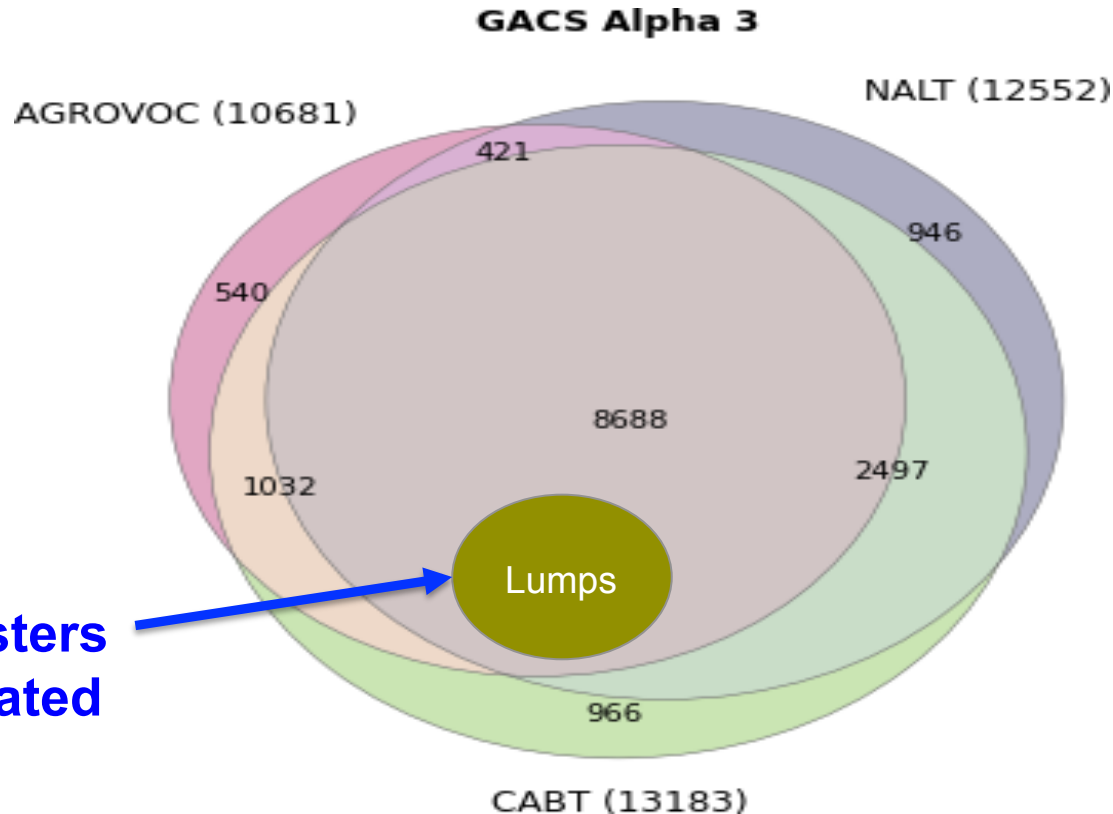 GACS Alpha 3
NALT (12552)
AGROVOC (10681)
421
946
540
8688
2497
1032
Lumps
966
CABT (13183)